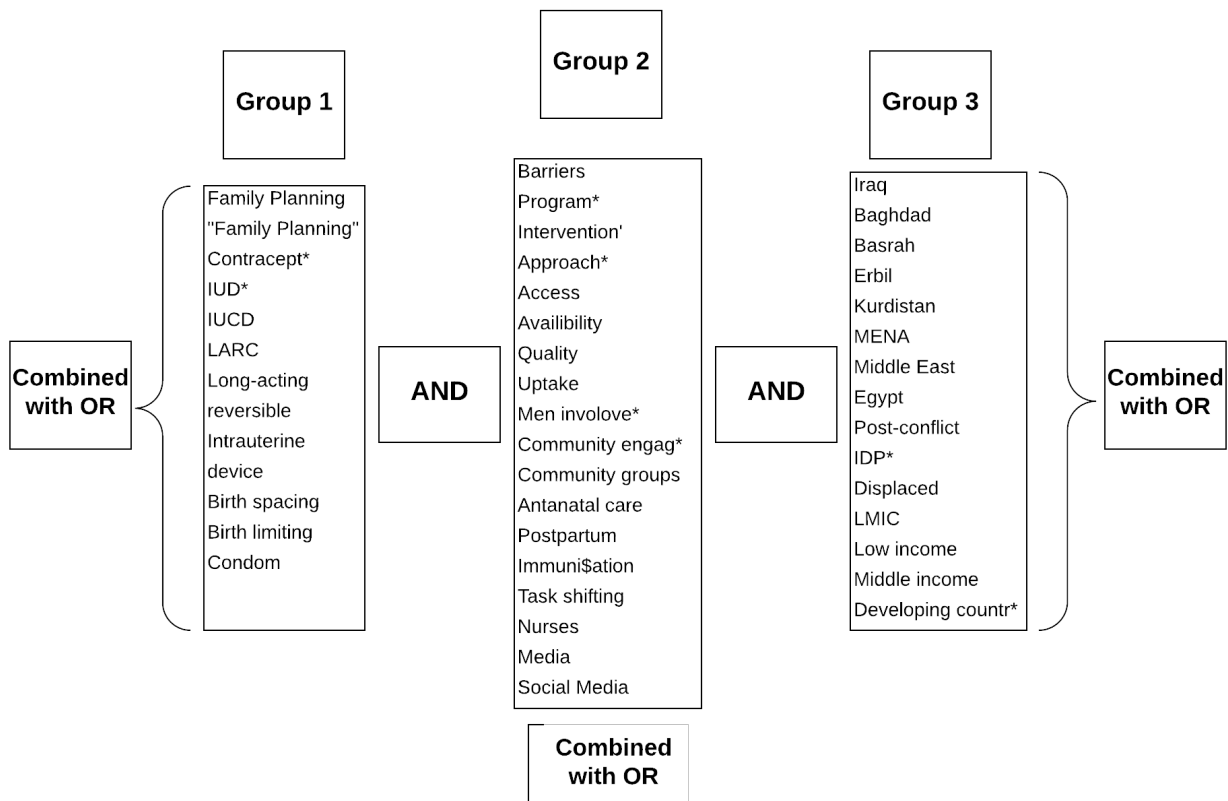 Group 1
Group 2
Group 3
Combined
with OR
Family Planning
"Family Planning"
Contracept*
IUD*
IUCD
LARC
Long-acting
reversible
Intrauterine
device
Birth spacing
Birth limiting
Condom
AND
Barriers
Program*
Intervention'
Approach*
Access
Availibility
Quality
Uptake
Men involove*
Community engag*
Community groups
Antanatal care
Postpartum
Immuni$ation
Task shifting
Nurses
Media
Social Media
Combined
with OR
AND
Iraq
Baghdad
Basrah
Erbil
Kurdistan
MENA
Middle East
Egypt
Post-conflict
IDP*
Displaced
LMIC
Low income
Middle income
Developing countr*
Combined
with OR